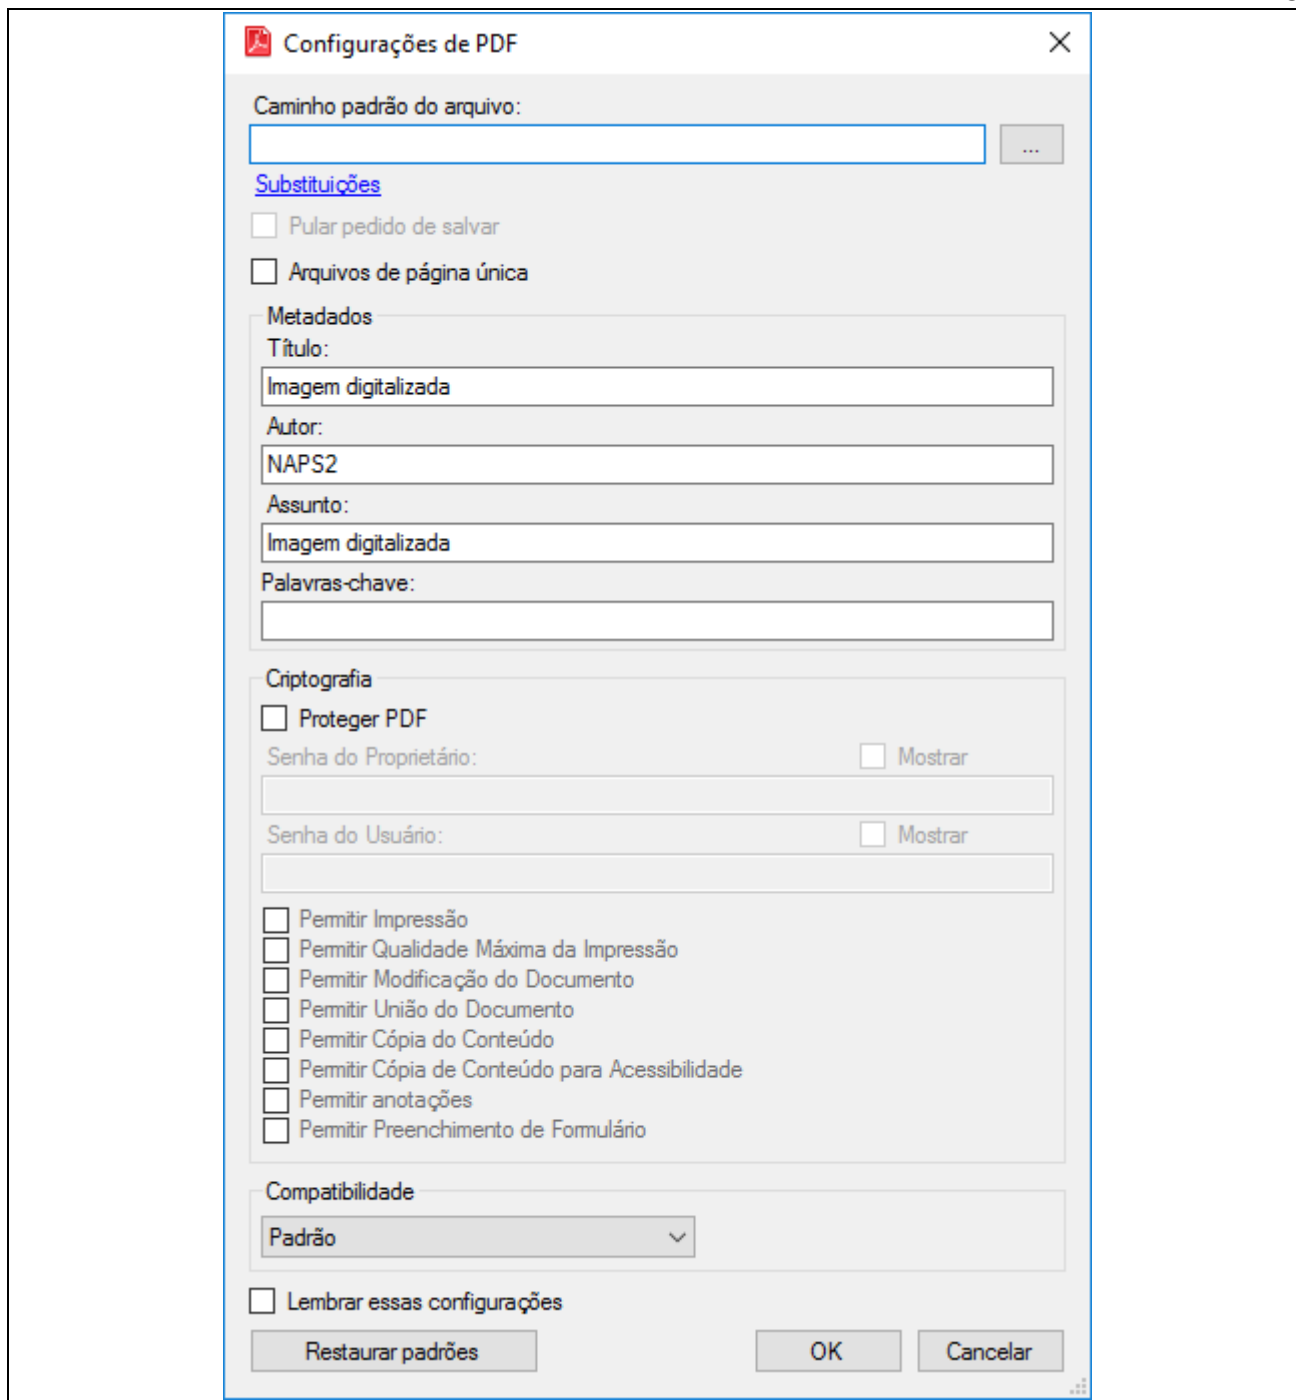 Configurações de PDF
Caminho padrão do arquivo:
...
Substituições
Pular pedido de salvar
Arquivos de página única
Metadados
Título:
Imagem digitalizada
Autor:
NAPS2
Assunto:
Imagem digitalizada
Palavras-chave:
Criptografia
Proteger PDF
Senha do Proprietário: Mostrar
Senha do Usuário: Mostrar
Permitir Impressão
Permitir Qualidade Máxima da Impressão
Permitir Modificação do Documento
Permitir União do Documento
Permitir Cópia do Conteúdo
Permitir Cópia de Conteúdo para Acessibilidade
Permitir anotações
Permitir Preenchimento de Formulário
Compatibilidade
Padrão
Lembrar essas configurações
Restaurar padrões OK Cancelar